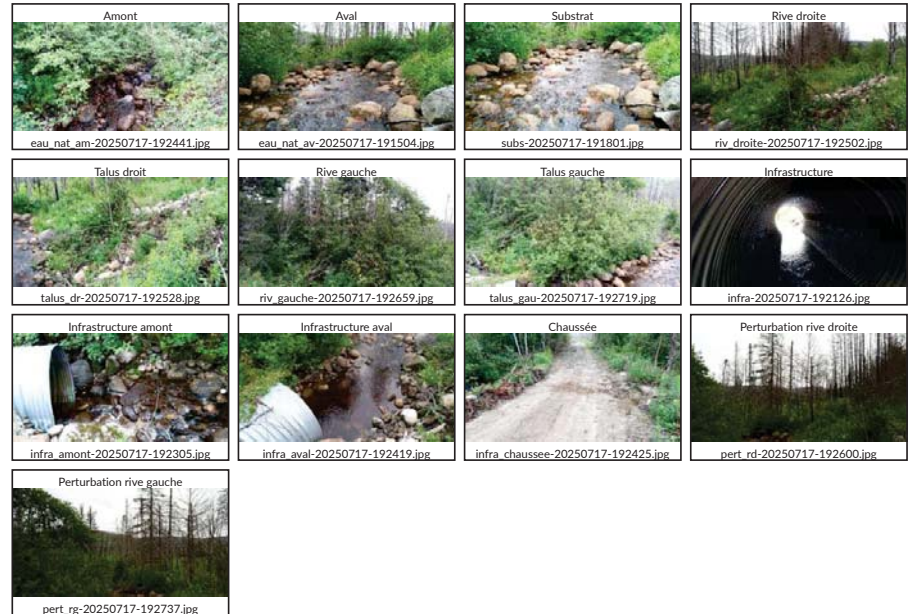 Amont
Aval
Substrat
Rive droite
eau_nat_am-20250717-192441.jpg
eau_nat_av-20250717-191504.jpg
subs-20250717-191801.jpg
riv_droite-20250717-192502.jpg
Talus droit
Rive gauche
Talus gauche
Infrastructure
talus_dr-20250717-192528.jpg
riv_gauche-20250717-192659.jpg
talus_gau-20250717-192719.jpg
infra-20250717-192126.jpg
Infrastructure amont
Infrastructure aval
Chaussée
Perturbation rive droite
infra_amont-20250717-192305.jpg
infra_aval-20250717-192419.jpg
infra_chaussee-20250717-192425.jpg
pert_rd-20250717-192600.jpg
Perturbation rive gauche
pert_rg-20250717-192737.jpg